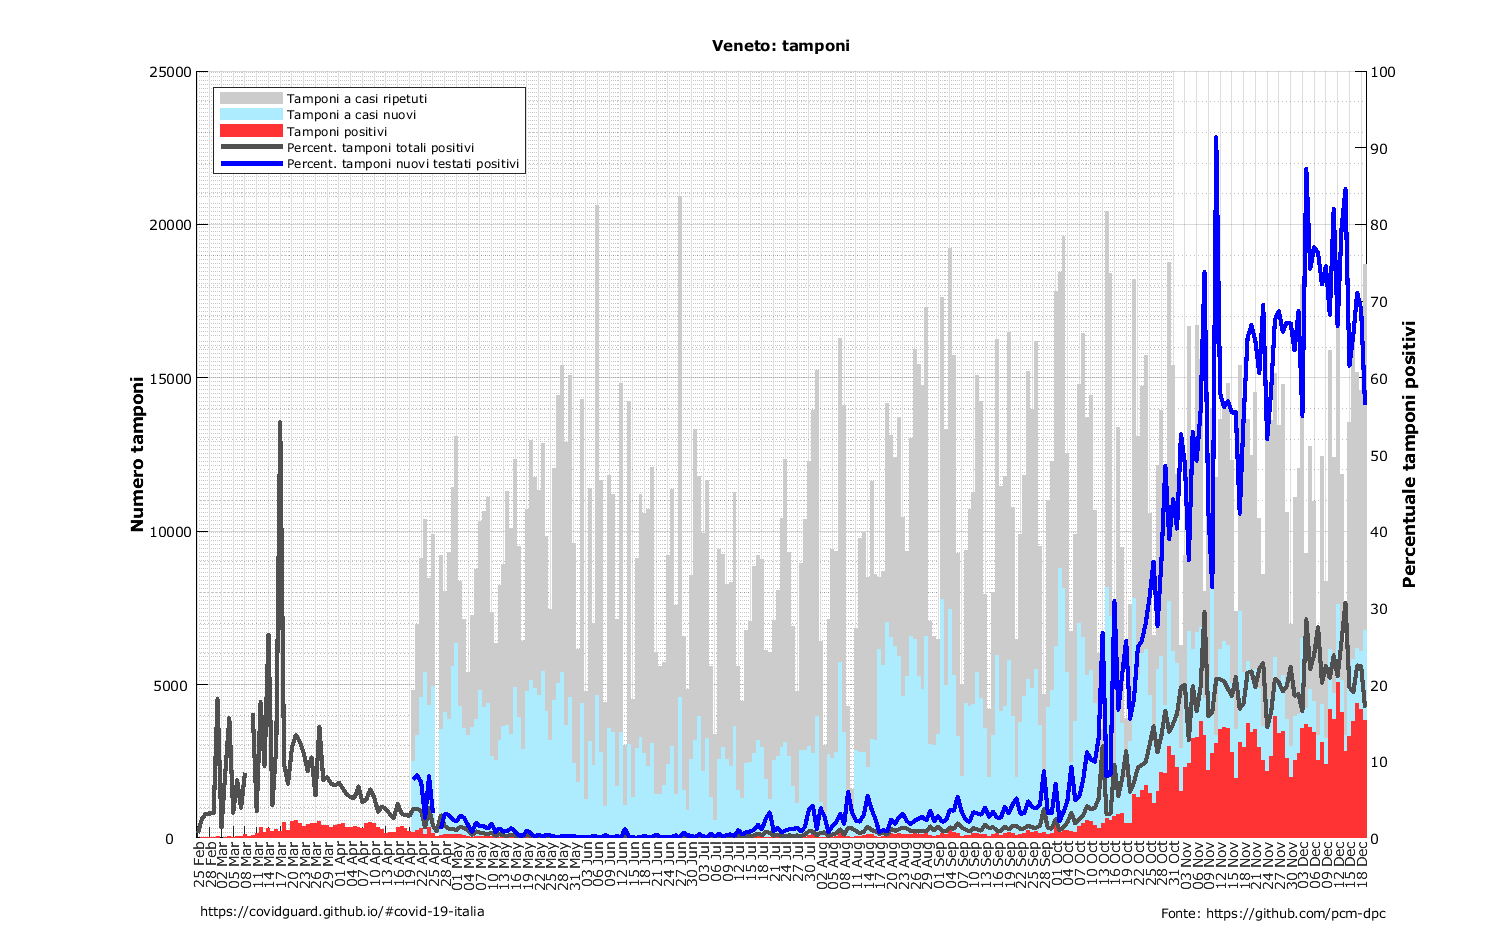 Veneto: tamponi
Tamponi a casi ripetuti
Tamponi a casi nuovi
Tamponi positivi
Percent. tamponi totali positivi
Percent. tamponi nuovi testati positivi
Numero tamponi
25000
20000
15000
10000
5000
0
Percentuale tamponi positivi
100
90
80
70
60
50
40
30
20
10
0
25 Feb
28 Feb
02 Mar
05 Mar
08 Mar
11 Mar
14 Mar
17 Mar
20 Mar
23 Mar
26 Mar
29 Mar
01 Apr
04 Apr
07 Apr
10 Apr
13 Apr
16 Apr
19 Apr
22 Apr
25 Apr
28 Apr
01 May
04 May
07 May
10 May
13 May
16 May
19 May
22 May
25 May
28 May
31 May
03 Jun
06 Jun
09 Jun
12 Jun
15 Jun
18 Jun
21 Jun
24 Jun
27 Jun
30 Jun
03 Jul
06 Jul
09 Jul
12 Jul
15 Jul
18 Jul
21 Jul
24 Jul
27 Jul
30 Jul
02 Aug
05 Aug
08 Aug
11 Aug
14 Aug
17 Aug
20 Aug
23 Aug
26 Aug
29 Aug
01 Sep
04 Sep
07 Sep
10 Sep
13 Sep
16 Sep
19 Sep
22 Sep
25 Sep
28 Sep
01 Oct
04 Oct
07 Oct
10 Oct
13 Oct
16 Oct
19 Oct
22 Oct
25 Oct
28 Oct
31 Oct
03 Nov
06 Nov
09 Nov
12 Nov
15 Nov
18 Nov
21 Nov
24 Nov
27 Nov
30 Nov
03 Dec
06 Dec
09 Dec
12 Dec
15 Dec
18 Dec
https://covidguard.github.io/#covid-19-italia
Fonte: https://github.com/pcm-dpc